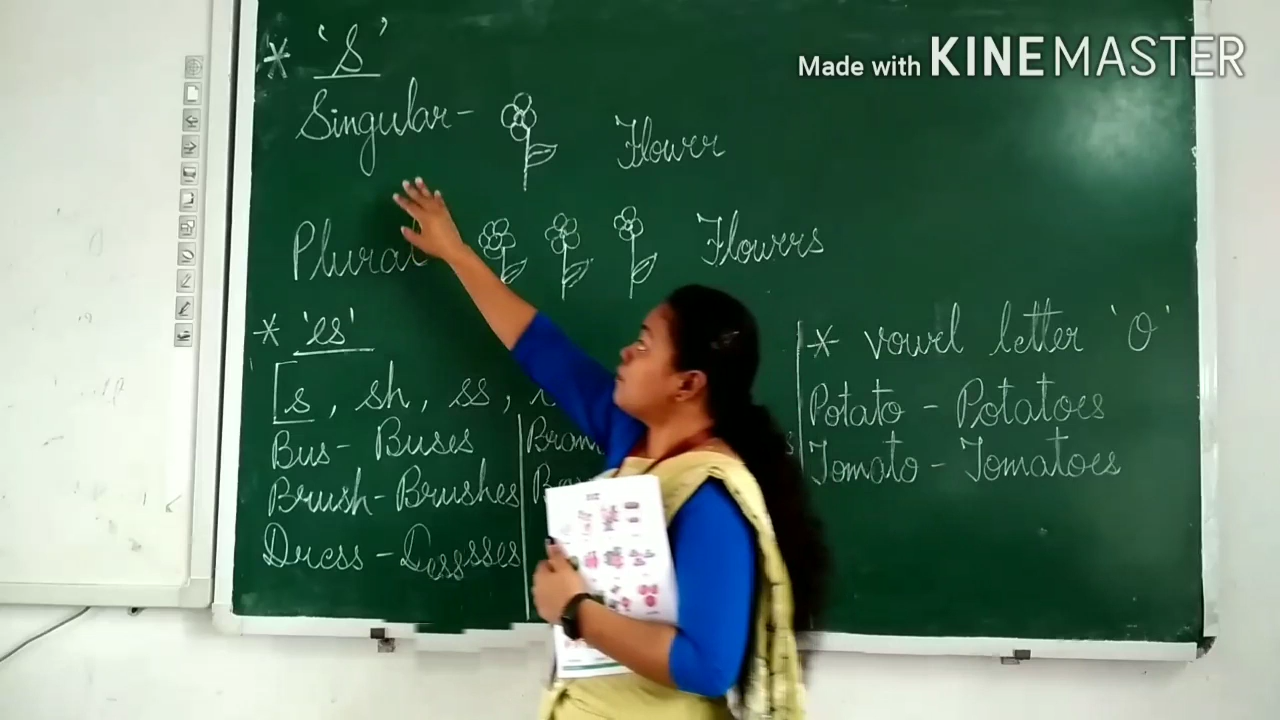 Made with KINEMASTER
* 's'
Singular - Flower
Plural Flowers
* 'es'
[s, sh, ss,
Bus - Buses
Brush - Brushes
Dress - Dessses
* vowel letter 'O'
Potato - Potatoes
Tomato - Tomatoes